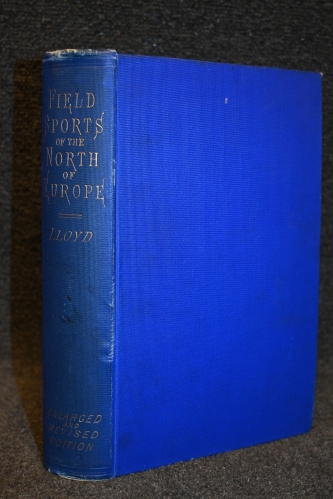 FIELD
SPORTS
OF THE
NORTH
OF
EUROPE
LLOYD
ENLARGED
AND
REVISED
EDITION